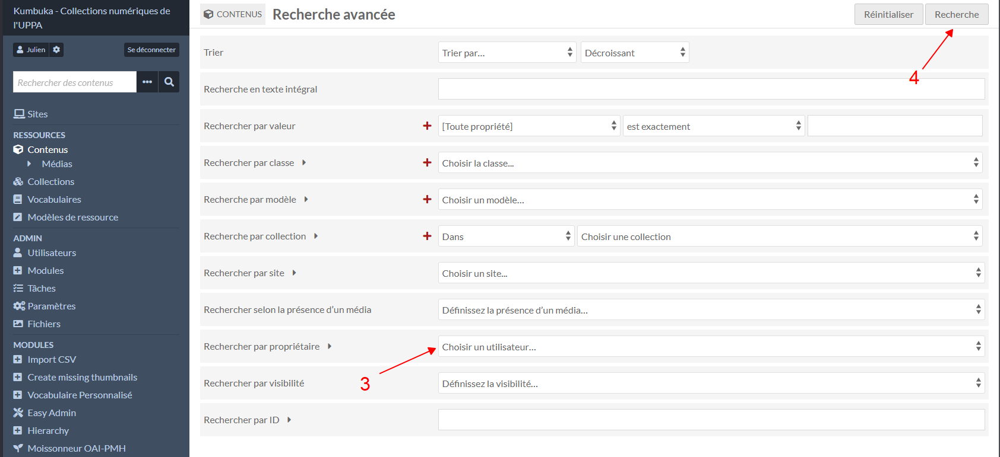 Kumbuka - Collections numériques de
l'UPPA
Julien
Se déconnecter
Rechercher des contenus
Sites
RESSOURCES
Contenus
Médias
Collections
Vocabulaires
Modèles de ressource
ADMIN
Utilisateurs
Modules
Tâches
Paramètres
Fichiers
MODULES
Import CSV
Create missing thumbnails
Vocabulaire Personnalisé
Easy Admin
Hierarchy
Moissonneur OAI-PMH
CONTENUS Recherche avancée Réinitialiser Recherche
4
Trier Trier par... Décroissant
Recherche en texte intégral
Rechercher par valeur [Toute propriété] est exactement
Rechercher par classe Choisir la classe...
Recherche par modèle Choisir un modèle...
Recherche par collection Dans Choisir une collection
Rechercher par site Choisir un site...
Rechercher selon la présence d’un média Définissez la présence d’un média...
Rechercher par propriétaire Choisir un utilisateur...
3
Rechercher par visibilité Définissez la visibilité...
Rechercher par ID